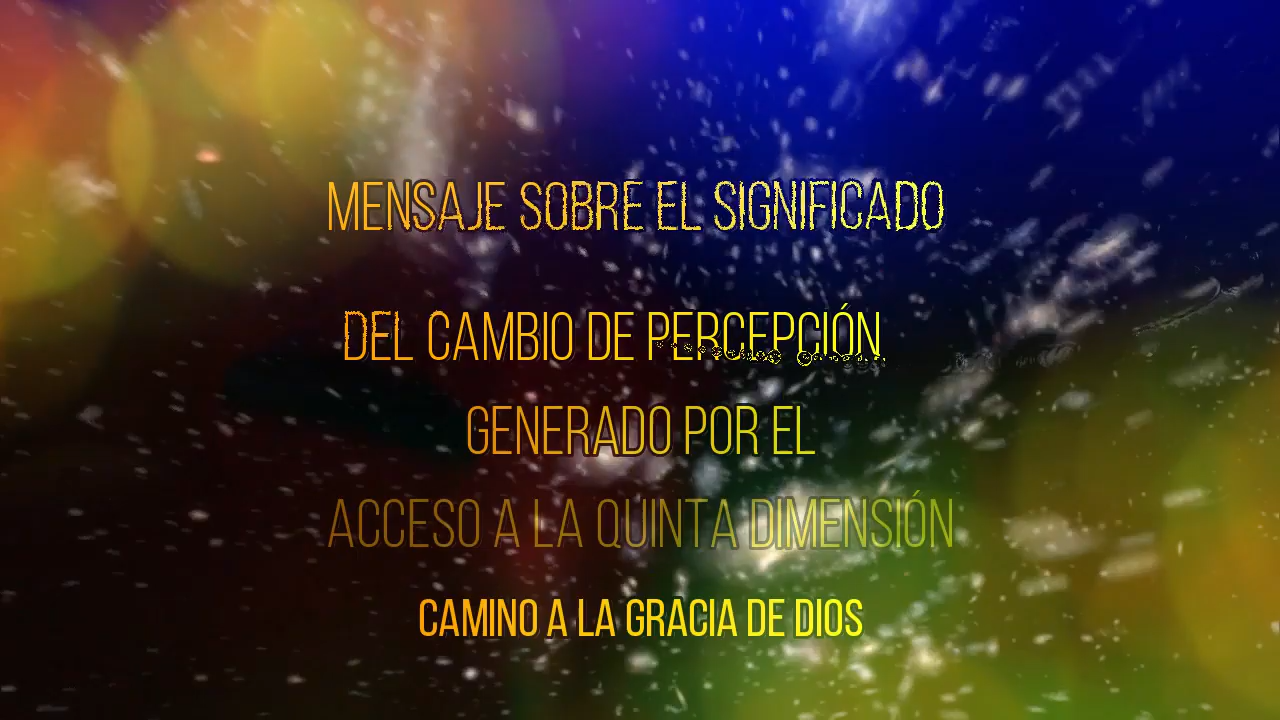 MENSAJE SOBRE EL SIGNIFICADO
DEL CAMBIO DE PERCEPCIÓN
GENERADO POR EL
ACCESO A LA QUINTA DIMENSIÓN
CAMINO A LA GRACIA DE DIOS